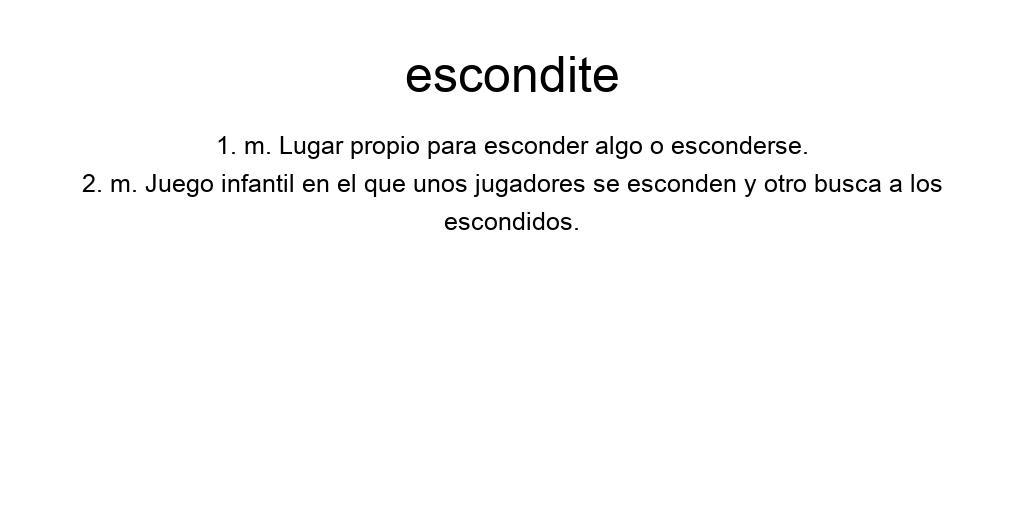 escondite
1. m. Lugar propio para esconder algo o esconderse.
2. m. Juego infantil en el que unos jugadores se esconden y otro busca a los
escondidos.